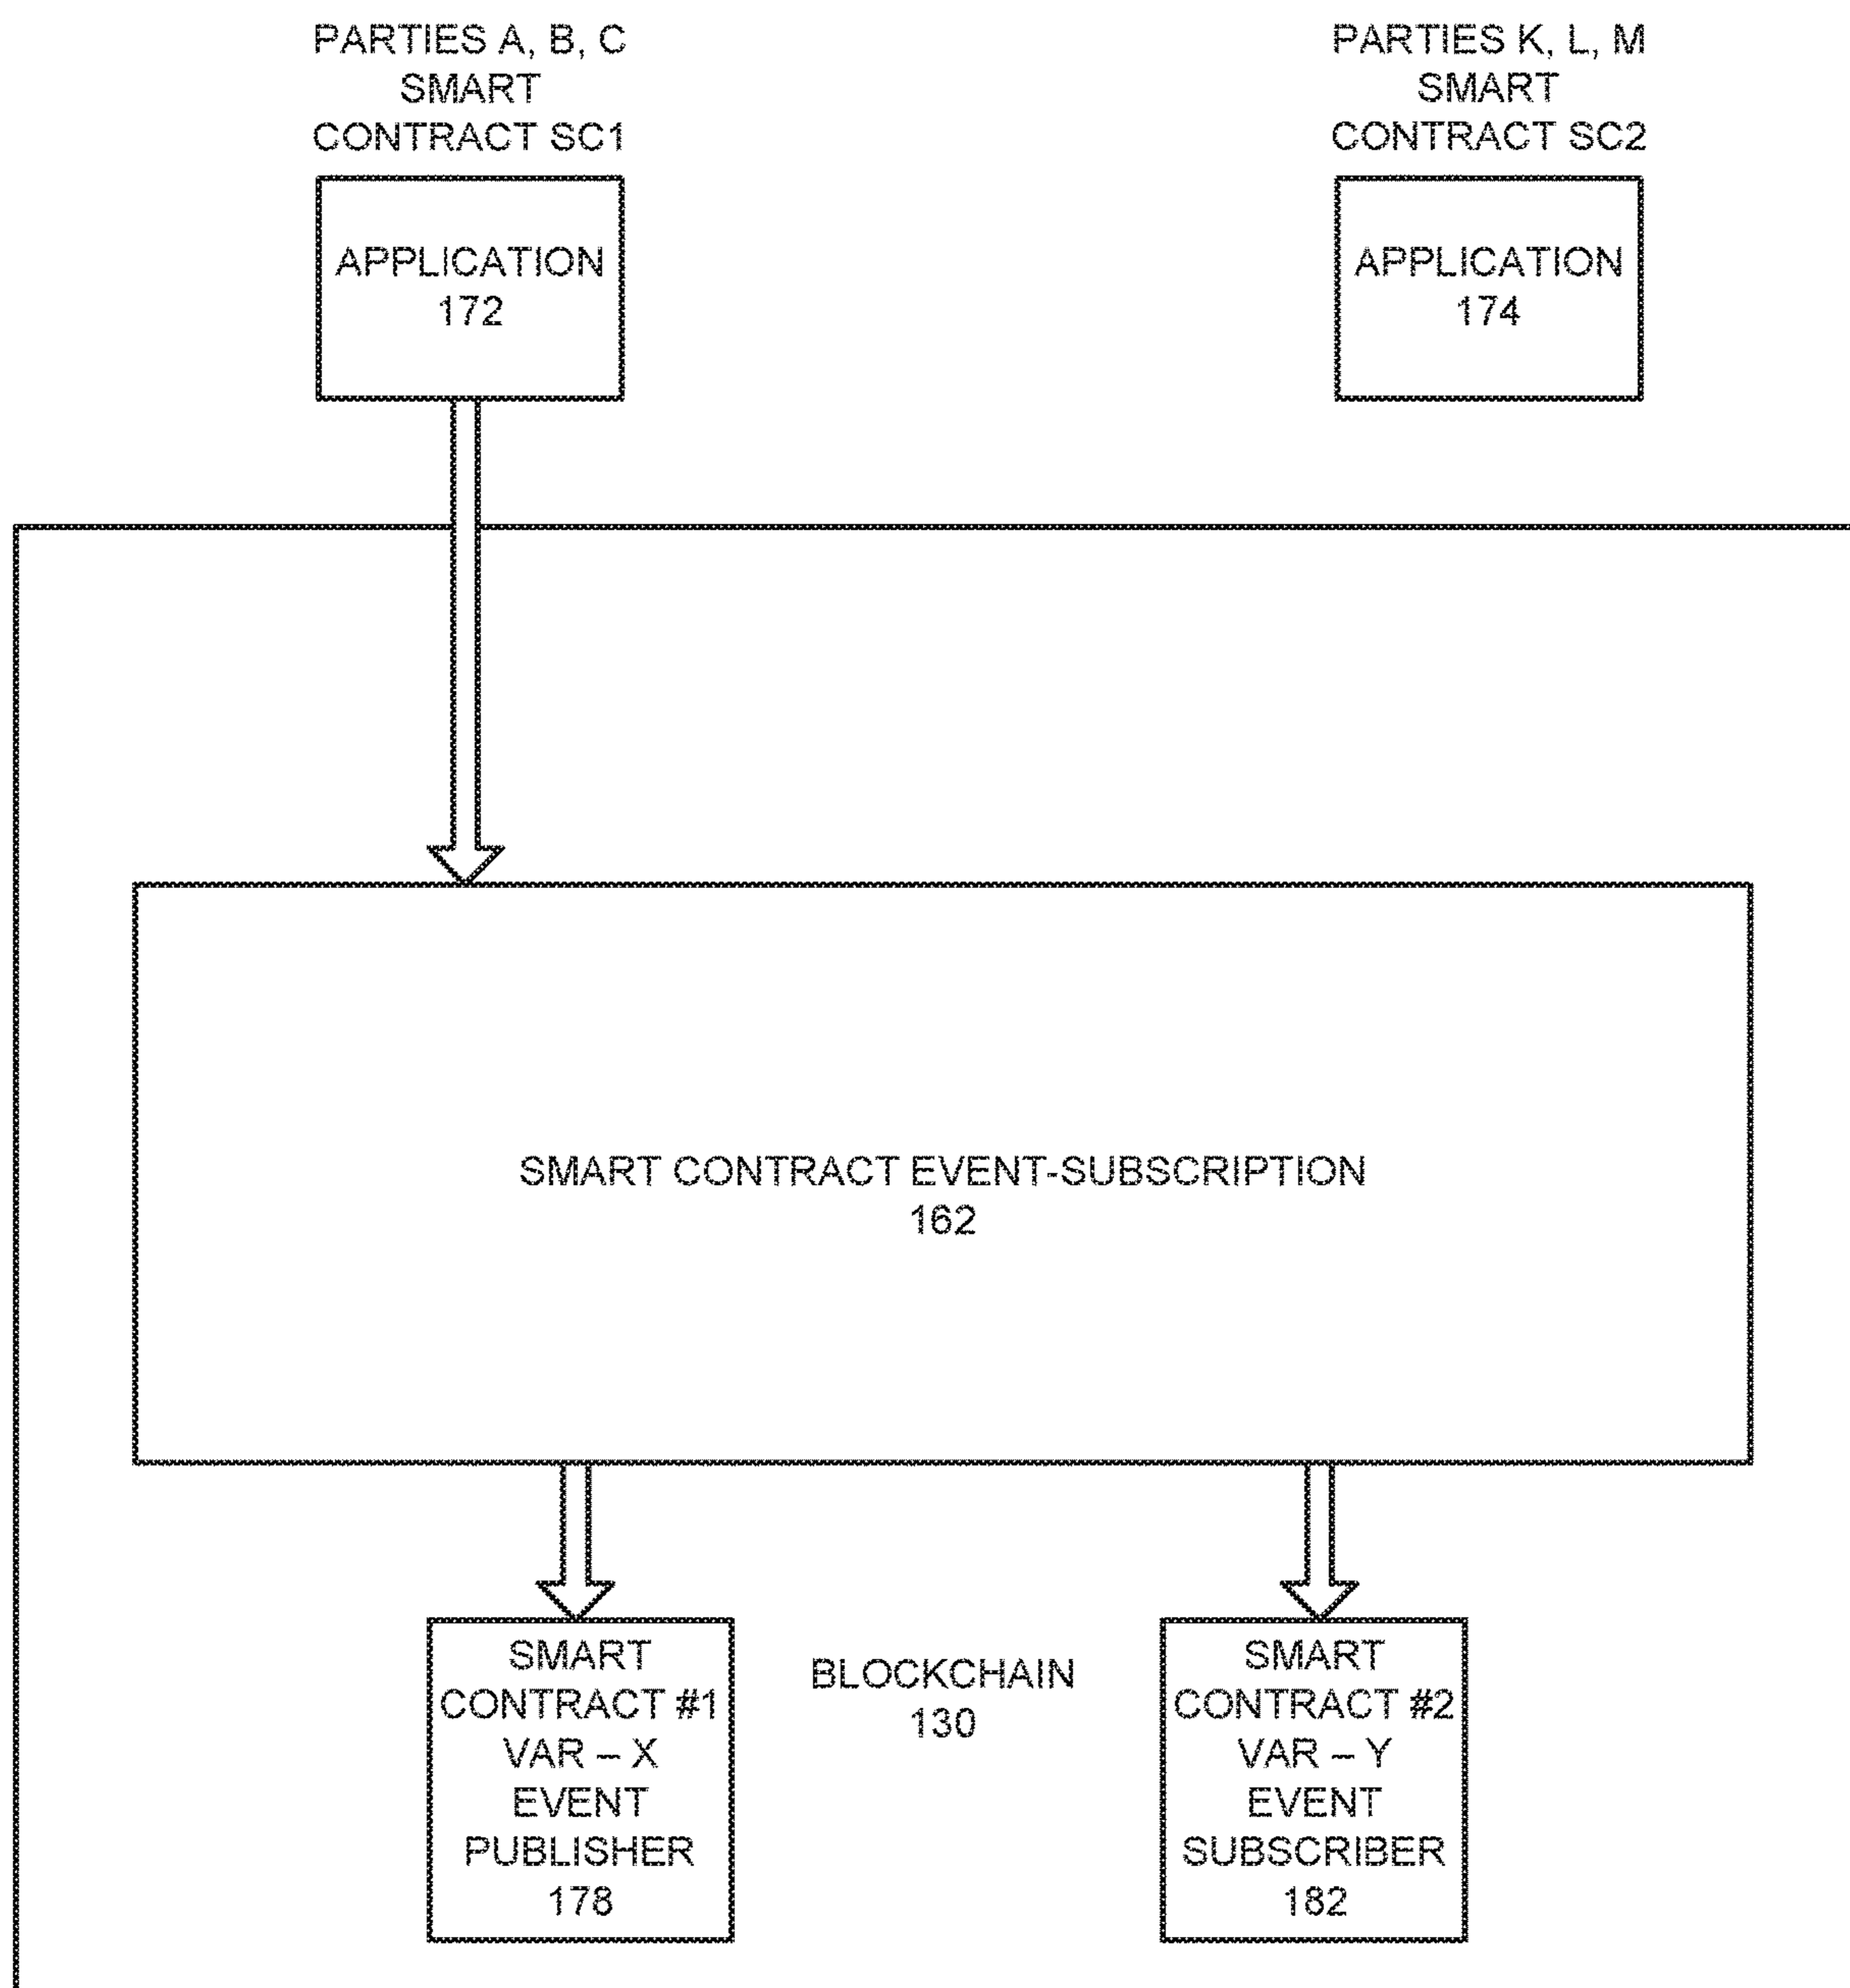 PARTIES A, B, C
SMART
CONTRACT SC1
PARTIES K, L, M
SMART
CONTRACT SC2
APPLICATION
172
APPLICATION
174
SMART CONTRACT EVENT-SUBSCRIPTION
162
SMART
CONTRACT #1
VAR – X
EVENT
PUBLISHER
178
BLOCKCHAIN
130
SMART
CONTRACT #2
VAR – Y
EVENT
SUBSCRIBER
182